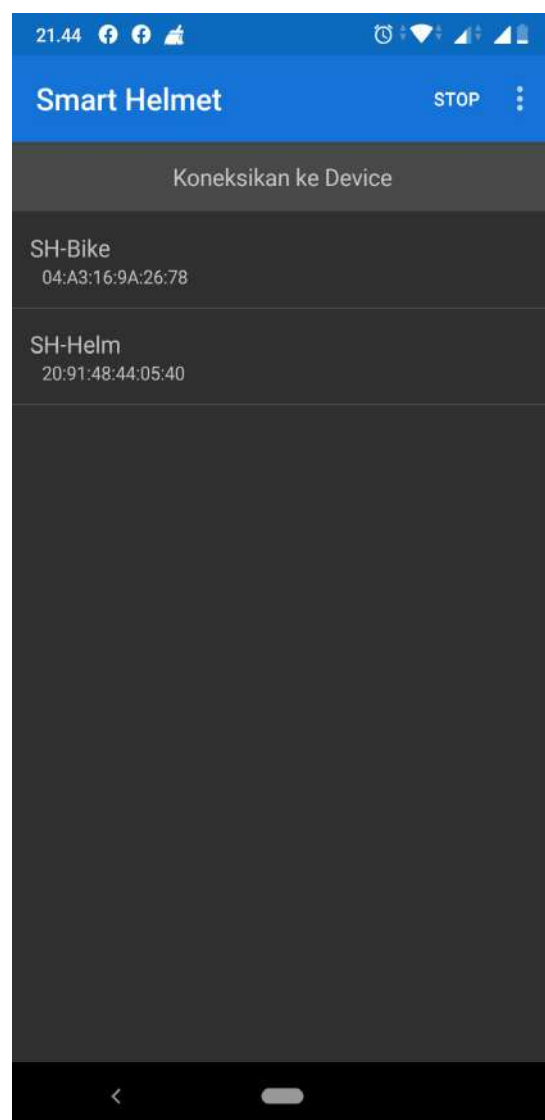 21.44
Smart Helmet STOP
Koneksikan ke Device
SH-Bike
04:A3:16:9A:26:78
SH-Helm
20:91:48:44:05:40